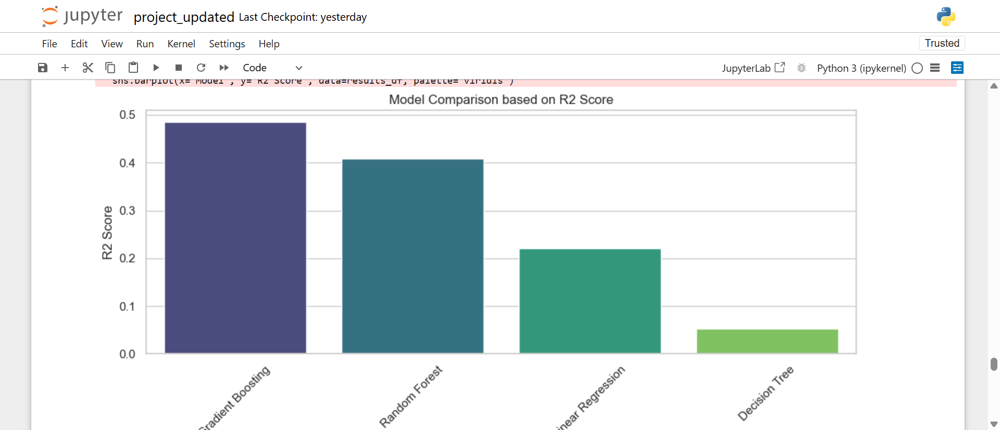 jupyter project_updated Last Checkpoint: yesterday
File Edit View Run Kernel Settings Help
Trusted
Code
JupyterLab
Python 3 (ipykernel)
sns.barplot(x='Model', y='R2 Score', data=results_df, palette='viridis')
Model Comparison based on R2 Score
0.5
0.4
0.3
0.2
0.1
0.0
R2 Score
Gradient Boosting
Random Forest
inear Regression
Decision Tree